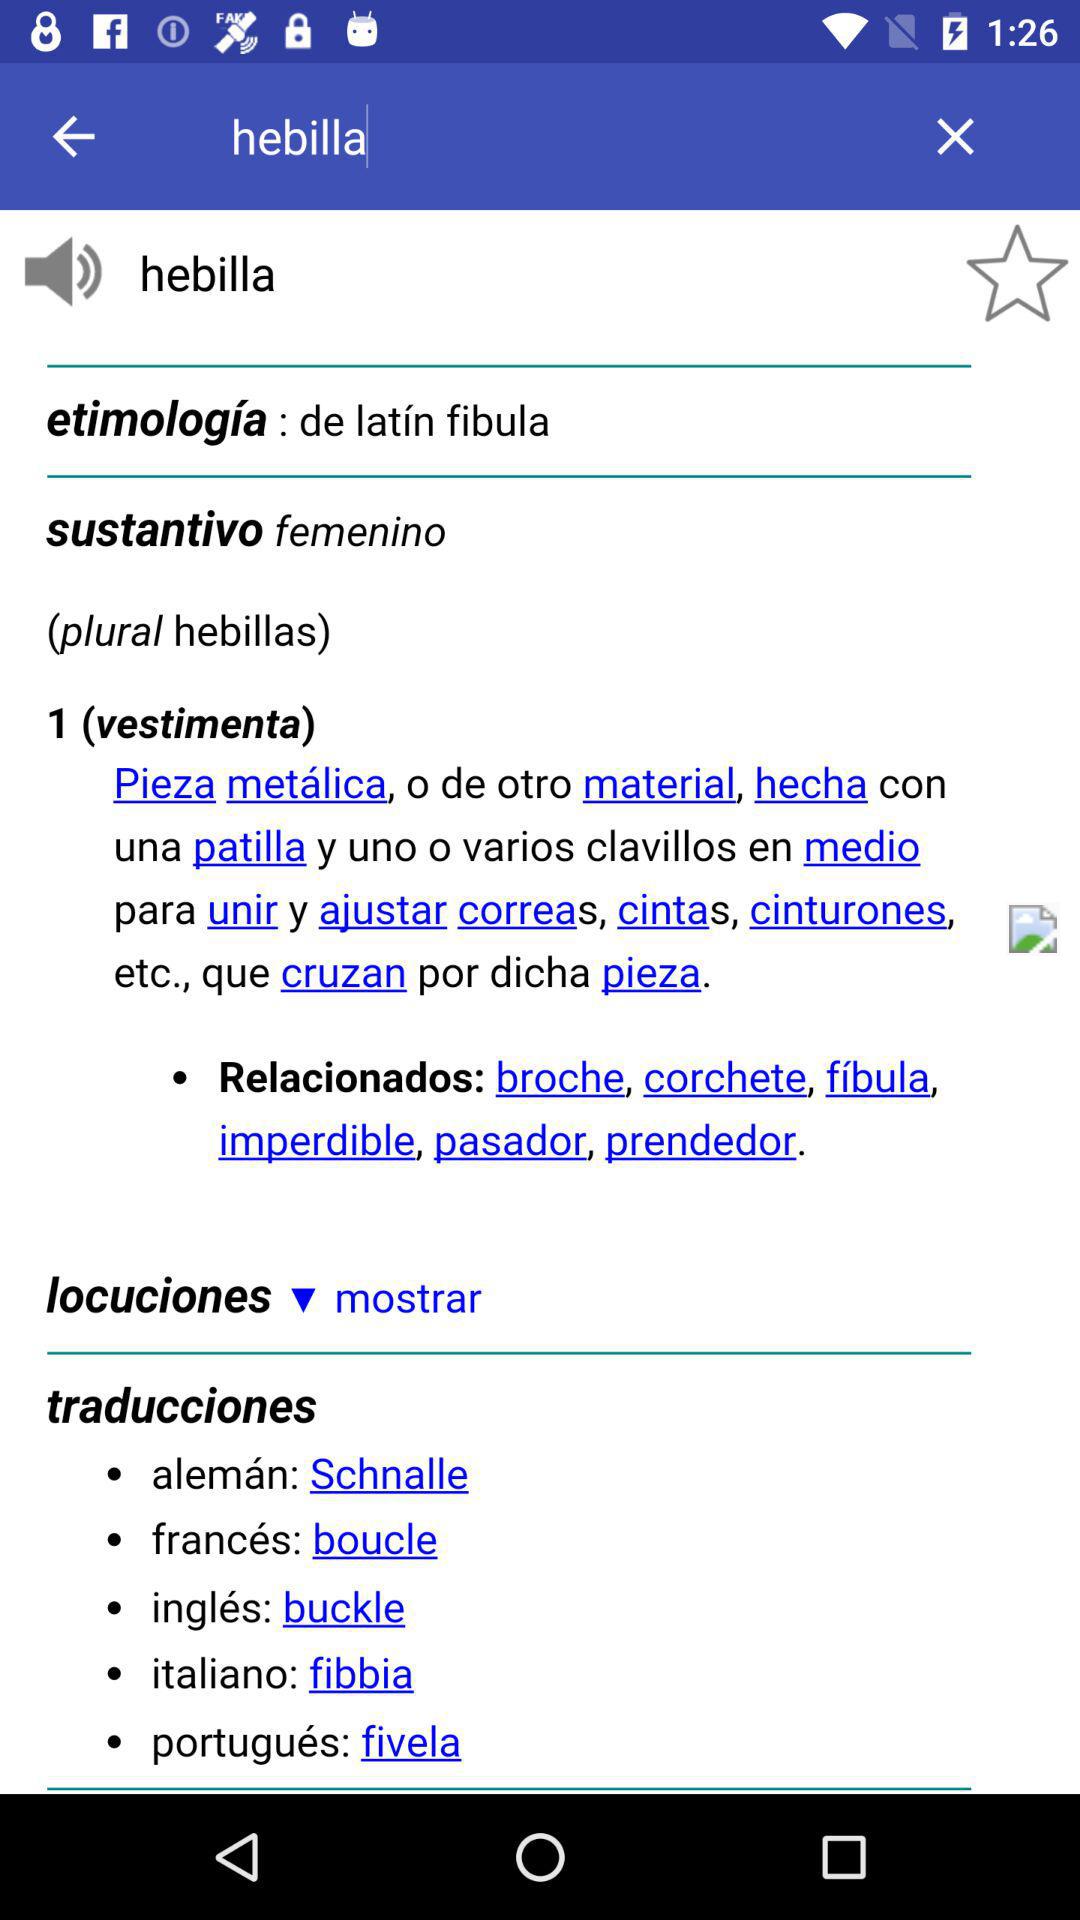 FAKE
1:26
hebilla
hebilla
etimología : de latín fibula
sustantivo femenino
(plural hebillas)
1 (vestimenta)
Pieza metálica, o de otro material, hecha con
una patilla y uno o varios clavillos en medio
para unir y ajustar correas, cintas, cinturones,
etc., que cruzan por dicha pieza.
• Relacionados: broche, corchete, fíbula,
imperdible, pasador, prendedor.
locuciones ▼ mostrar
traducciones
• alemán: Schnalle
• francés: boucle
• inglés: buckle
• italiano: fibbia
• portugués: fivela